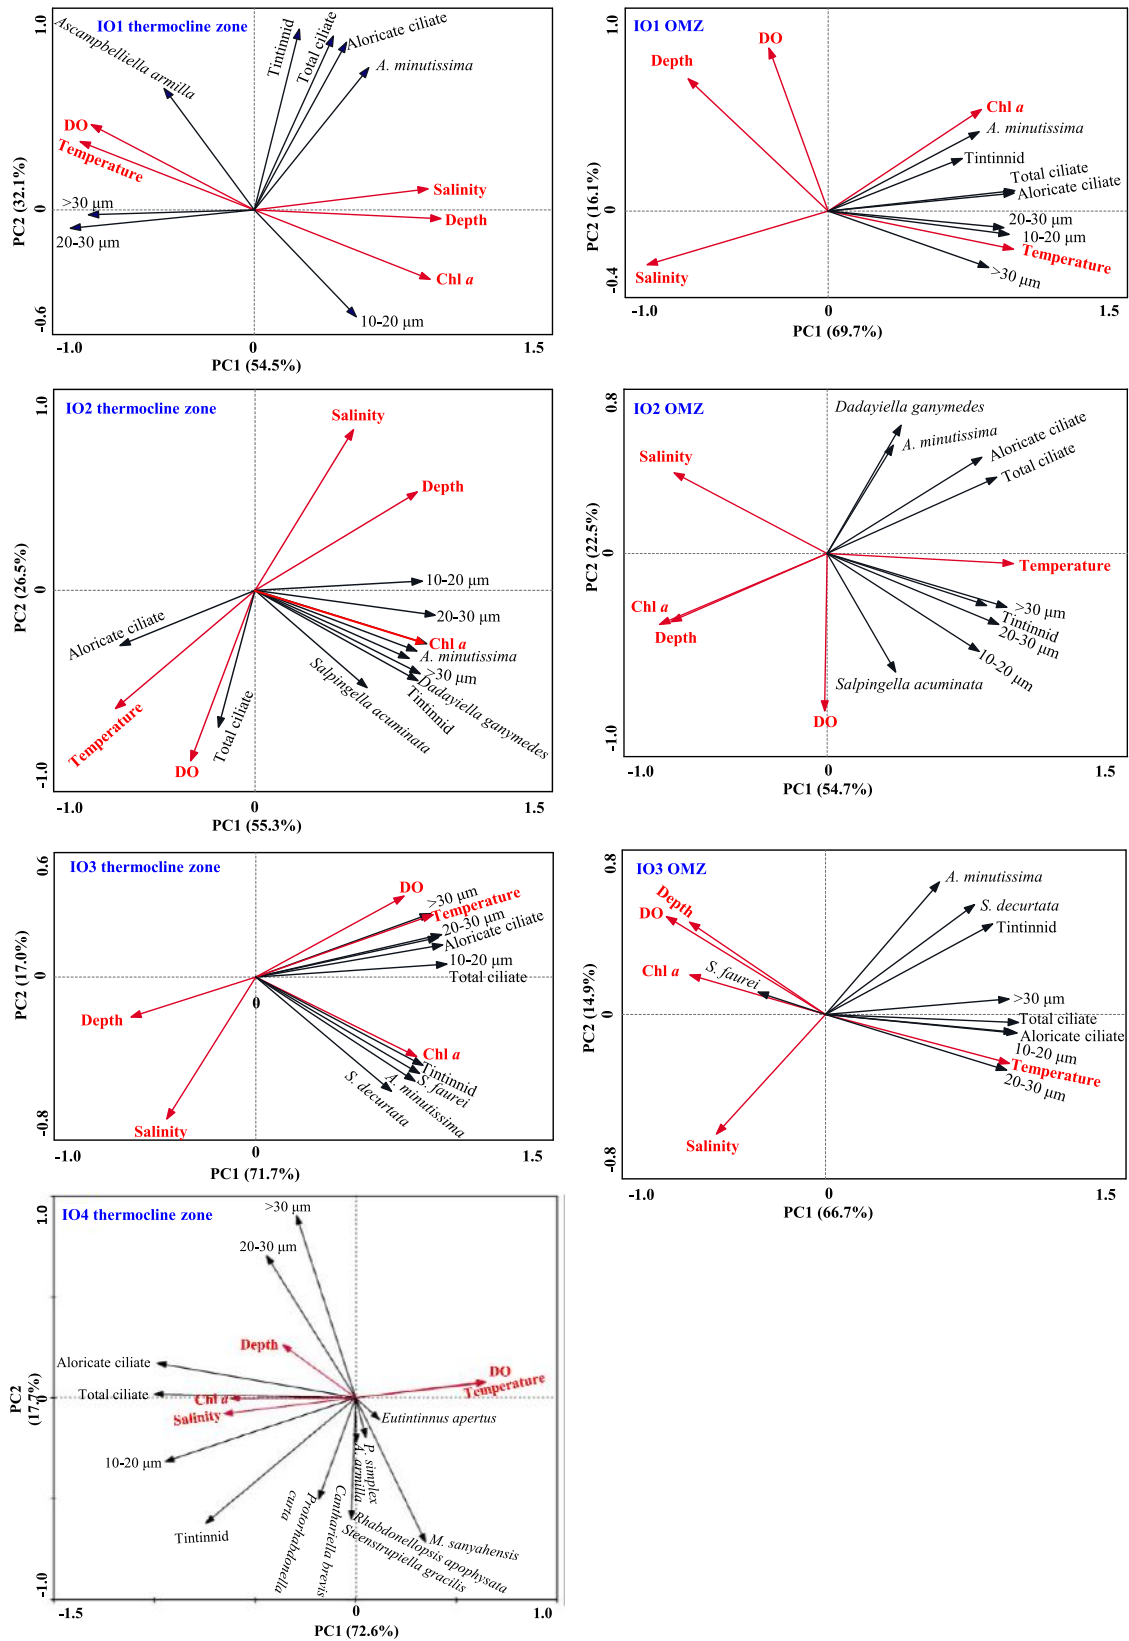 IO1 thermocline zone
1.0
Ascampbelliella armilla
Tintinnid
Total ciliate
Aloricate ciliate
A. minutissima
DO
Temperature
>30 μm
20-30 μm
Salinity
Depth
Chl a
10-20 μm
PC2 (32.1%)
0
-0.6
-1.0
0
1.5
PC1 (54.5%)
IO1 OMZ
1.0
DO
Depth
Chl a
A. minutissima
Tintinnid
Total ciliate
Aloricate ciliate
20-30 μm
10-20 μm
Temperature
>30 μm
Salinity
PC2 (16.1%)
0
-0.4
-1.0
0
1.5
PC1 (69.7%)
IO2 thermocline zone
1.0
Salinity
Depth
10-20 μm
20-30 μm
Chl a
A. minutissima
>30 μm
Dadayiella ganymedes
Tintinnid
Salpingella acuminata
Aloricate ciliate
Temperature
DO
Total ciliate
PC2 (26.5%)
0
-1.0
-1.0
0
1.5
PC1 (55.3%)
IO2 OMZ
0.8
Dadayiella ganymedes
A. minutissima
Aloricate ciliate
Total ciliate
Salinity
Temperature
>30 μm
Tintinnid
20-30 μm
10-20 μm
Chl a
Depth
Salpingella acuminata
DO
PC2 (22.5%)
0
-1.0
-1.0
0
1.5
PC1 (54.7%)
IO3 thermocline zone
0.6
DO
>30 μm
Temperature
20-30 μm
Aloricate ciliate
10-20 μm
Total ciliate
0
Depth
Chl a
Tintinnid
S. faurei
A. minutissima
S. decurtata
Salinity
PC2 (17.0%)
0
-0.8
-1.0
0
1.5
PC1 (71.7%)
IO3 OMZ
0.8
A. minutissima
S. decurtata
Tintinnid
Depth
DO
Chl a
S. faurei
>30 μm
Total ciliate
Aloricate ciliate
10-20 μm
Temperature
20-30 μm
Salinity
PC2 (14.9%)
0
-0.8
-1.0
0
1.5
PC1 (66.7%)
IO4 thermocline zone
1.0
>30 μm
20-30 μm
Depth
Aloricate ciliate
Total ciliate
Chl a
Salinity
DO
Temperature
Eutintinnus apertus
10-20 μm
Tintinnid
P. simplex
A. armilla
Protorhabdonella
curta
Canthariella brevis
M. sanyahensis
Rhabdonellopsis apophysata
Steenstrupiella gracilis
PC2
(17.7%)
0
-1.0
-1.5
0
1.0
PC1 (72.6%)